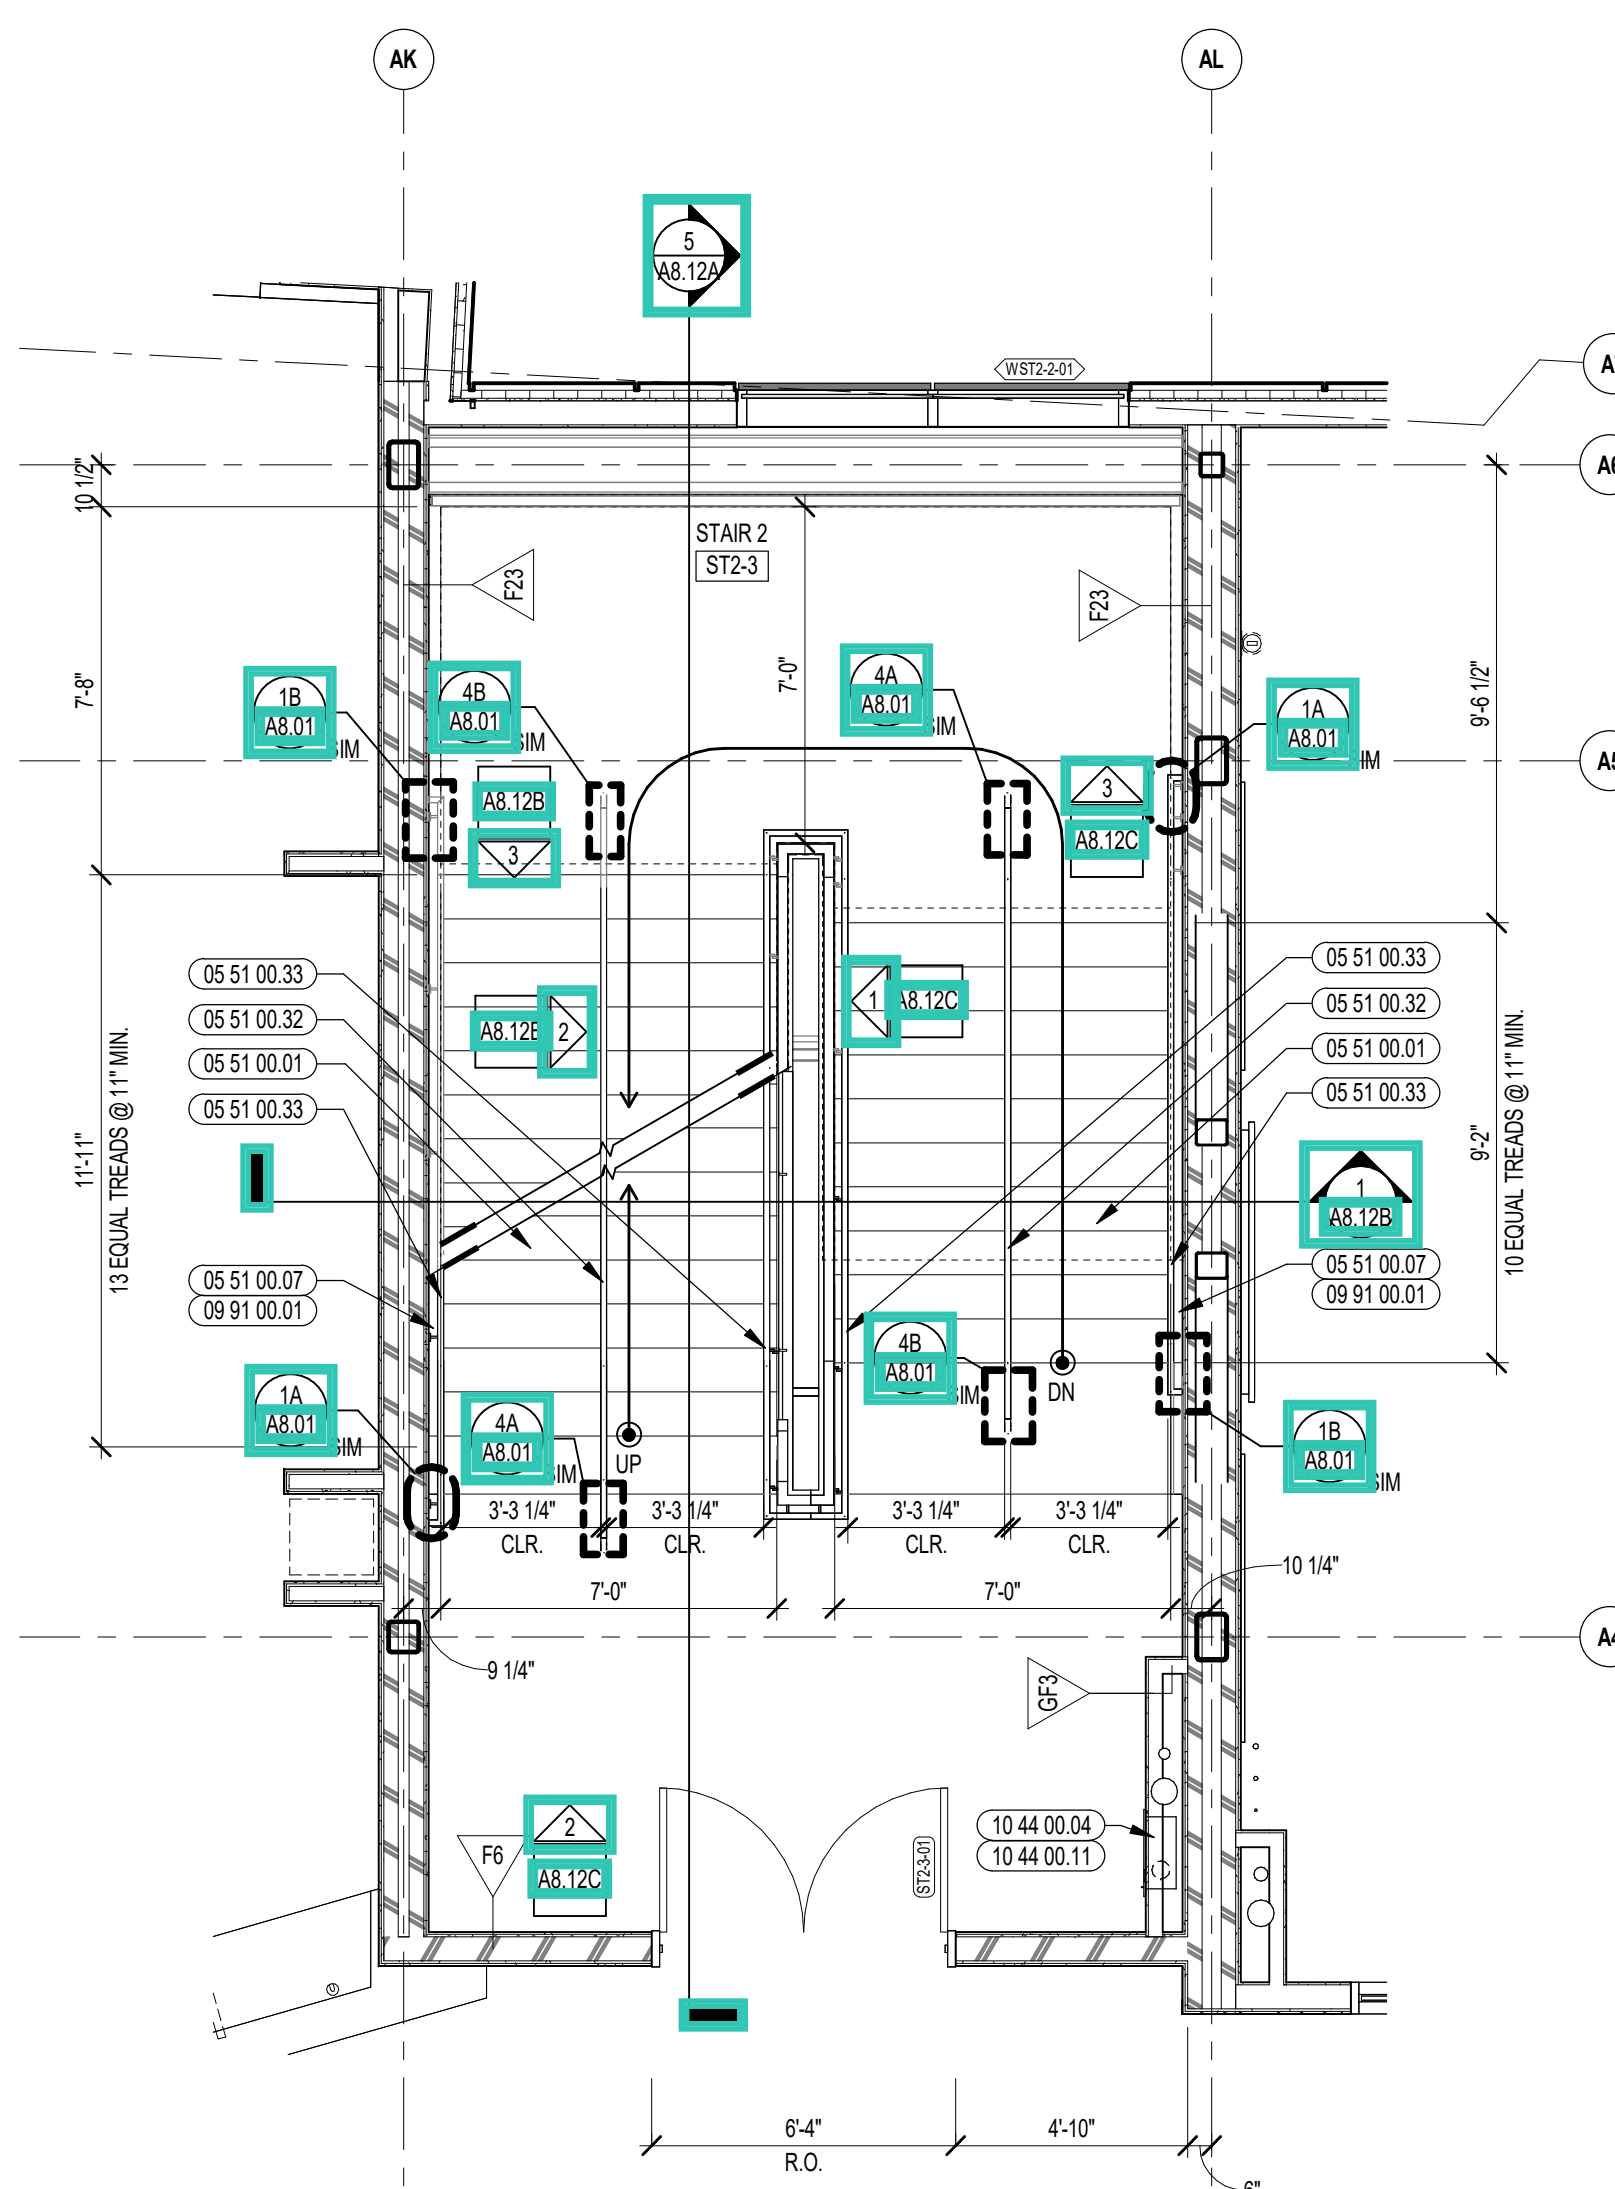 AK
AL
5
A8.12A
WST2-2-01
A5
A4
10 1/2"
STAIR 2
ST2-3
F23
F23
7'-8"
7'-0"
9'-6 1/2"
1B
A8.01
SIM
4B
A8.01
SIM
4A
A8.01
SIM
1A
A8.01
A8.12B
3
3
A8.12C
05 51 00.33
05 51 00.32
05 51 00.01
05 51 00.33
A8.12B
2
1
A8.12C
05 51 00.33
05 51 00.32
05 51 00.01
05 51 00.33
11'-11"
13 EQUAL TREADS @ 11" MIN.
9'-2"
10 EQUAL TREADS @ 11" MIN.
1
A8.12B
05 51 00.07
09 91 00.01
05 51 00.07
09 91 00.01
1A
A8.01
SIM
4A
A8.01
SIM
UP
4B
A8.01
SIM
DN
1B
A8.01
SIM
3'-3 1/4"
CLR.
3'-3 1/4"
CLR.
3'-3 1/4"
CLR.
3'-3 1/4"
CLR.
7'-0"
7'-0"
10 1/4"
9 1/4"
GF3
2
A8.12C
F6
ST2-3-01
10 44 00.04
10 44 00.11
6'-4"
R.O.
4'-10"
6"